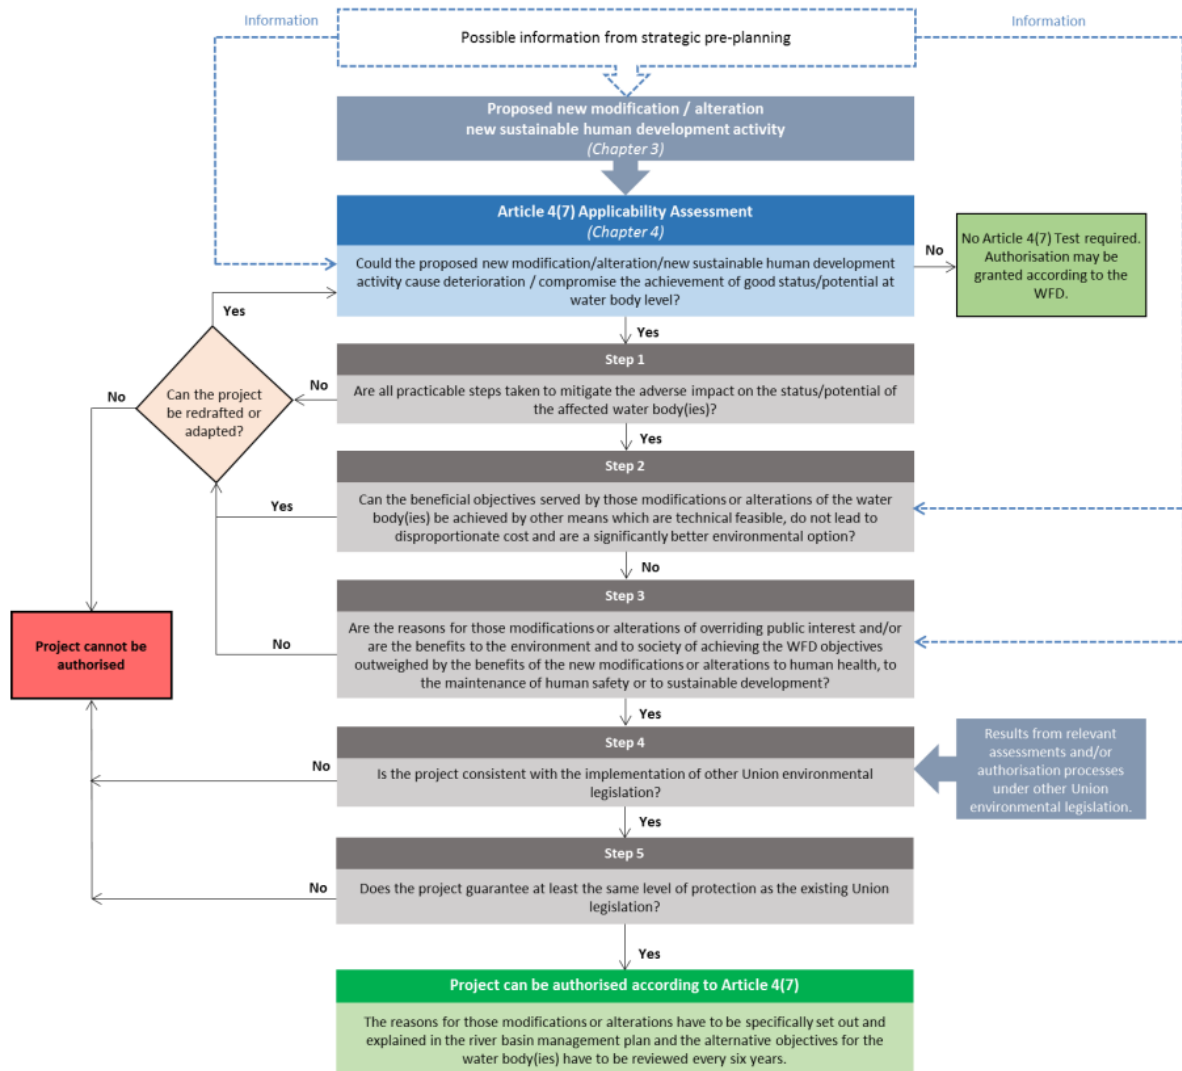 Information
Information
Possible information from strategic pre-planning
Proposed new modification / alteration
new sustainable human development activity
(Chapter 3)
Article 4(7) Applicability Assessment
(Chapter 4)
Could the proposed new modification/alteration/new sustainable human development
activity cause deterioration / compromise the achievement of good status/potential at
water body level?
No
No Article 4(7) Test required.
Authorisation may be
granted according to the
WFD.
Yes
Yes
Step 1
Are all practicable steps taken to mitigate the adverse impact on the status/potential of
the affected water body(ies)?
No
Can the project
be redrafted or
adapted?
No
Yes
Step 2
Can the beneficial objectives served by those modifications or alterations of the water
body(ies) be achieved by other means which are technical feasible, do not lead to
disproportionate cost and are a significantly better environmental option?
Yes
No
Step 3
Are the reasons for those modifications or alterations of overriding public interest and/or
are the benefits to the environment and to society of achieving the WFD objectives
outweighed by the benefits of the new modifications or alterations to human health, to
the maintenance of human safety or to sustainable development?
No
Project cannot be
authorised
Yes
Step 4
Is the project consistent with the implementation of other Union environmental
legislation?
No
Results from relevant
assessments and/or
authorisation processes
under other Union
environmental legislation.
Yes
Step 5
Does the project guarantee at least the same level of protection as the existing Union
legislation?
No
Yes
Project can be authorised according to Article 4(7)
The reasons for those modifications or alterations have to be specifically set out and
explained in the river basin management plan and the alternative objectives for the
water body(ies) have to be reviewed every six years.